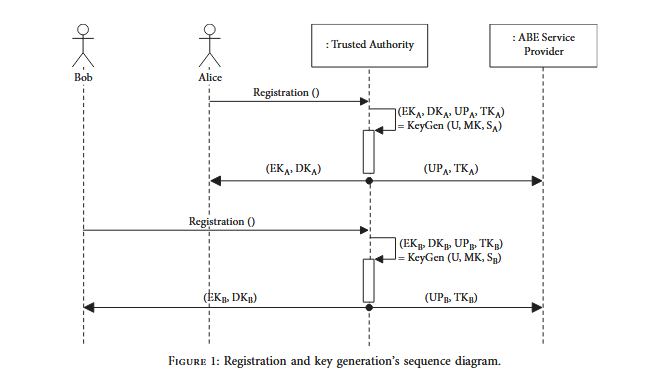 Bob
Alice
: Trusted Authority
: ABE Service
Provider
Registration ()
(EK_A, DK_A, UP_A, TK_A)
= KeyGen (U, MK, S_A)
(EK_A, DK_A)
(UP_A, TK_A)
Registration ()
(EK_B, DK_B, UP_B, TK_B)
= KeyGen (U, MK, S_B)
(EK_B, DK_B)
(UP_B, TK_B)
FIGURE 1: Registration and key generation's sequence diagram.